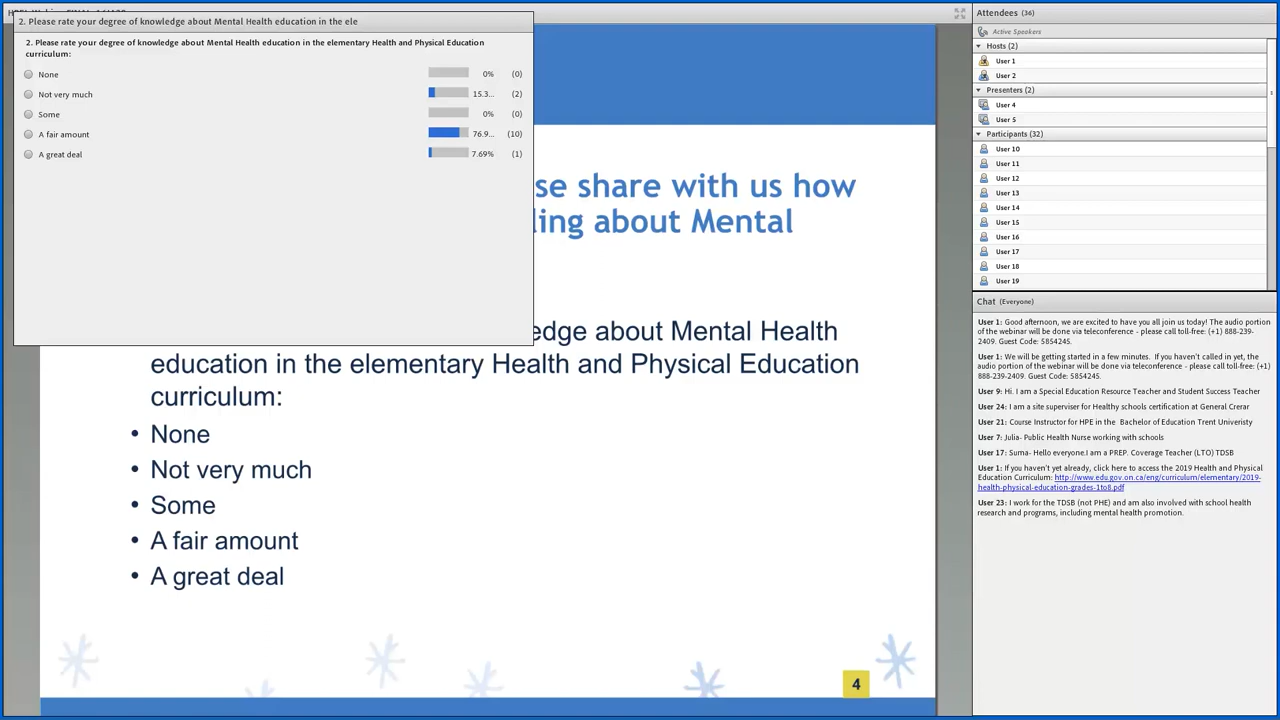 2. Please rate your degree of knowledge about Mental Health education in the ele
2. Please rate your degree of knowledge about Mental Health education in the elementary Health and Physical Education
curriculum:
None 0% (0)
Not very much 15.3... (2)
Some 0% (0)
A fair amount 76.9... (10)
A great deal 7.69% (1)
se share with us how
ling about Mental
edge about Mental Health
education in the elementary Health and Physical Education
curriculum:
• None
• Not very much
• Some
• A fair amount
• A great deal
4
Attendees (36)
Active Speakers
Hosts (2)
User 1
User 2
Presenters (2)
User 4
User 5
Participants (32)
User 10
User 11
User 12
User 13
User 14
User 15
User 16
User 17
User 18
User 19
Chat (Everyone)
User 1: Good afternoon, we are excited to have you all join us today! The audio portion
of the webinar will be done via teleconference - please call toll-free: (+1) 888-239-
2409. Guest Code: 5854245.
User 1: We will be getting started in a few minutes. If you haven't called in yet, the
audio portion of the webinar will be done via teleconference - please call toll-free: (+1)
888-239-2409. Guest Code: 5854245.
User 9: Hi. I am a Special Education Resource Teacher and Student Success Teacher
User 24: I am a site superviser for Healthy schools certification at General Crerar
User 21: Course Instructor for HPE in the Bachelor of Education Trent Univeristy
User 7: Julia- Public Health Nurse working with schools
User 17: Suma- Hello everyone.I am a PREP. Coverage Teacher (LTO) TDSB
User 1: If you haven't yet already, click here to access the 2019 Health and Physical
Education Curriculum: http://www.edu.gov.on.ca/eng/curriculum/elementary/2019-
health-physical-education-grades-1to8.pdf
User 23: I work for the TDSB (not PHE) and am also involved with school health
research and programs, including mental health promotion.